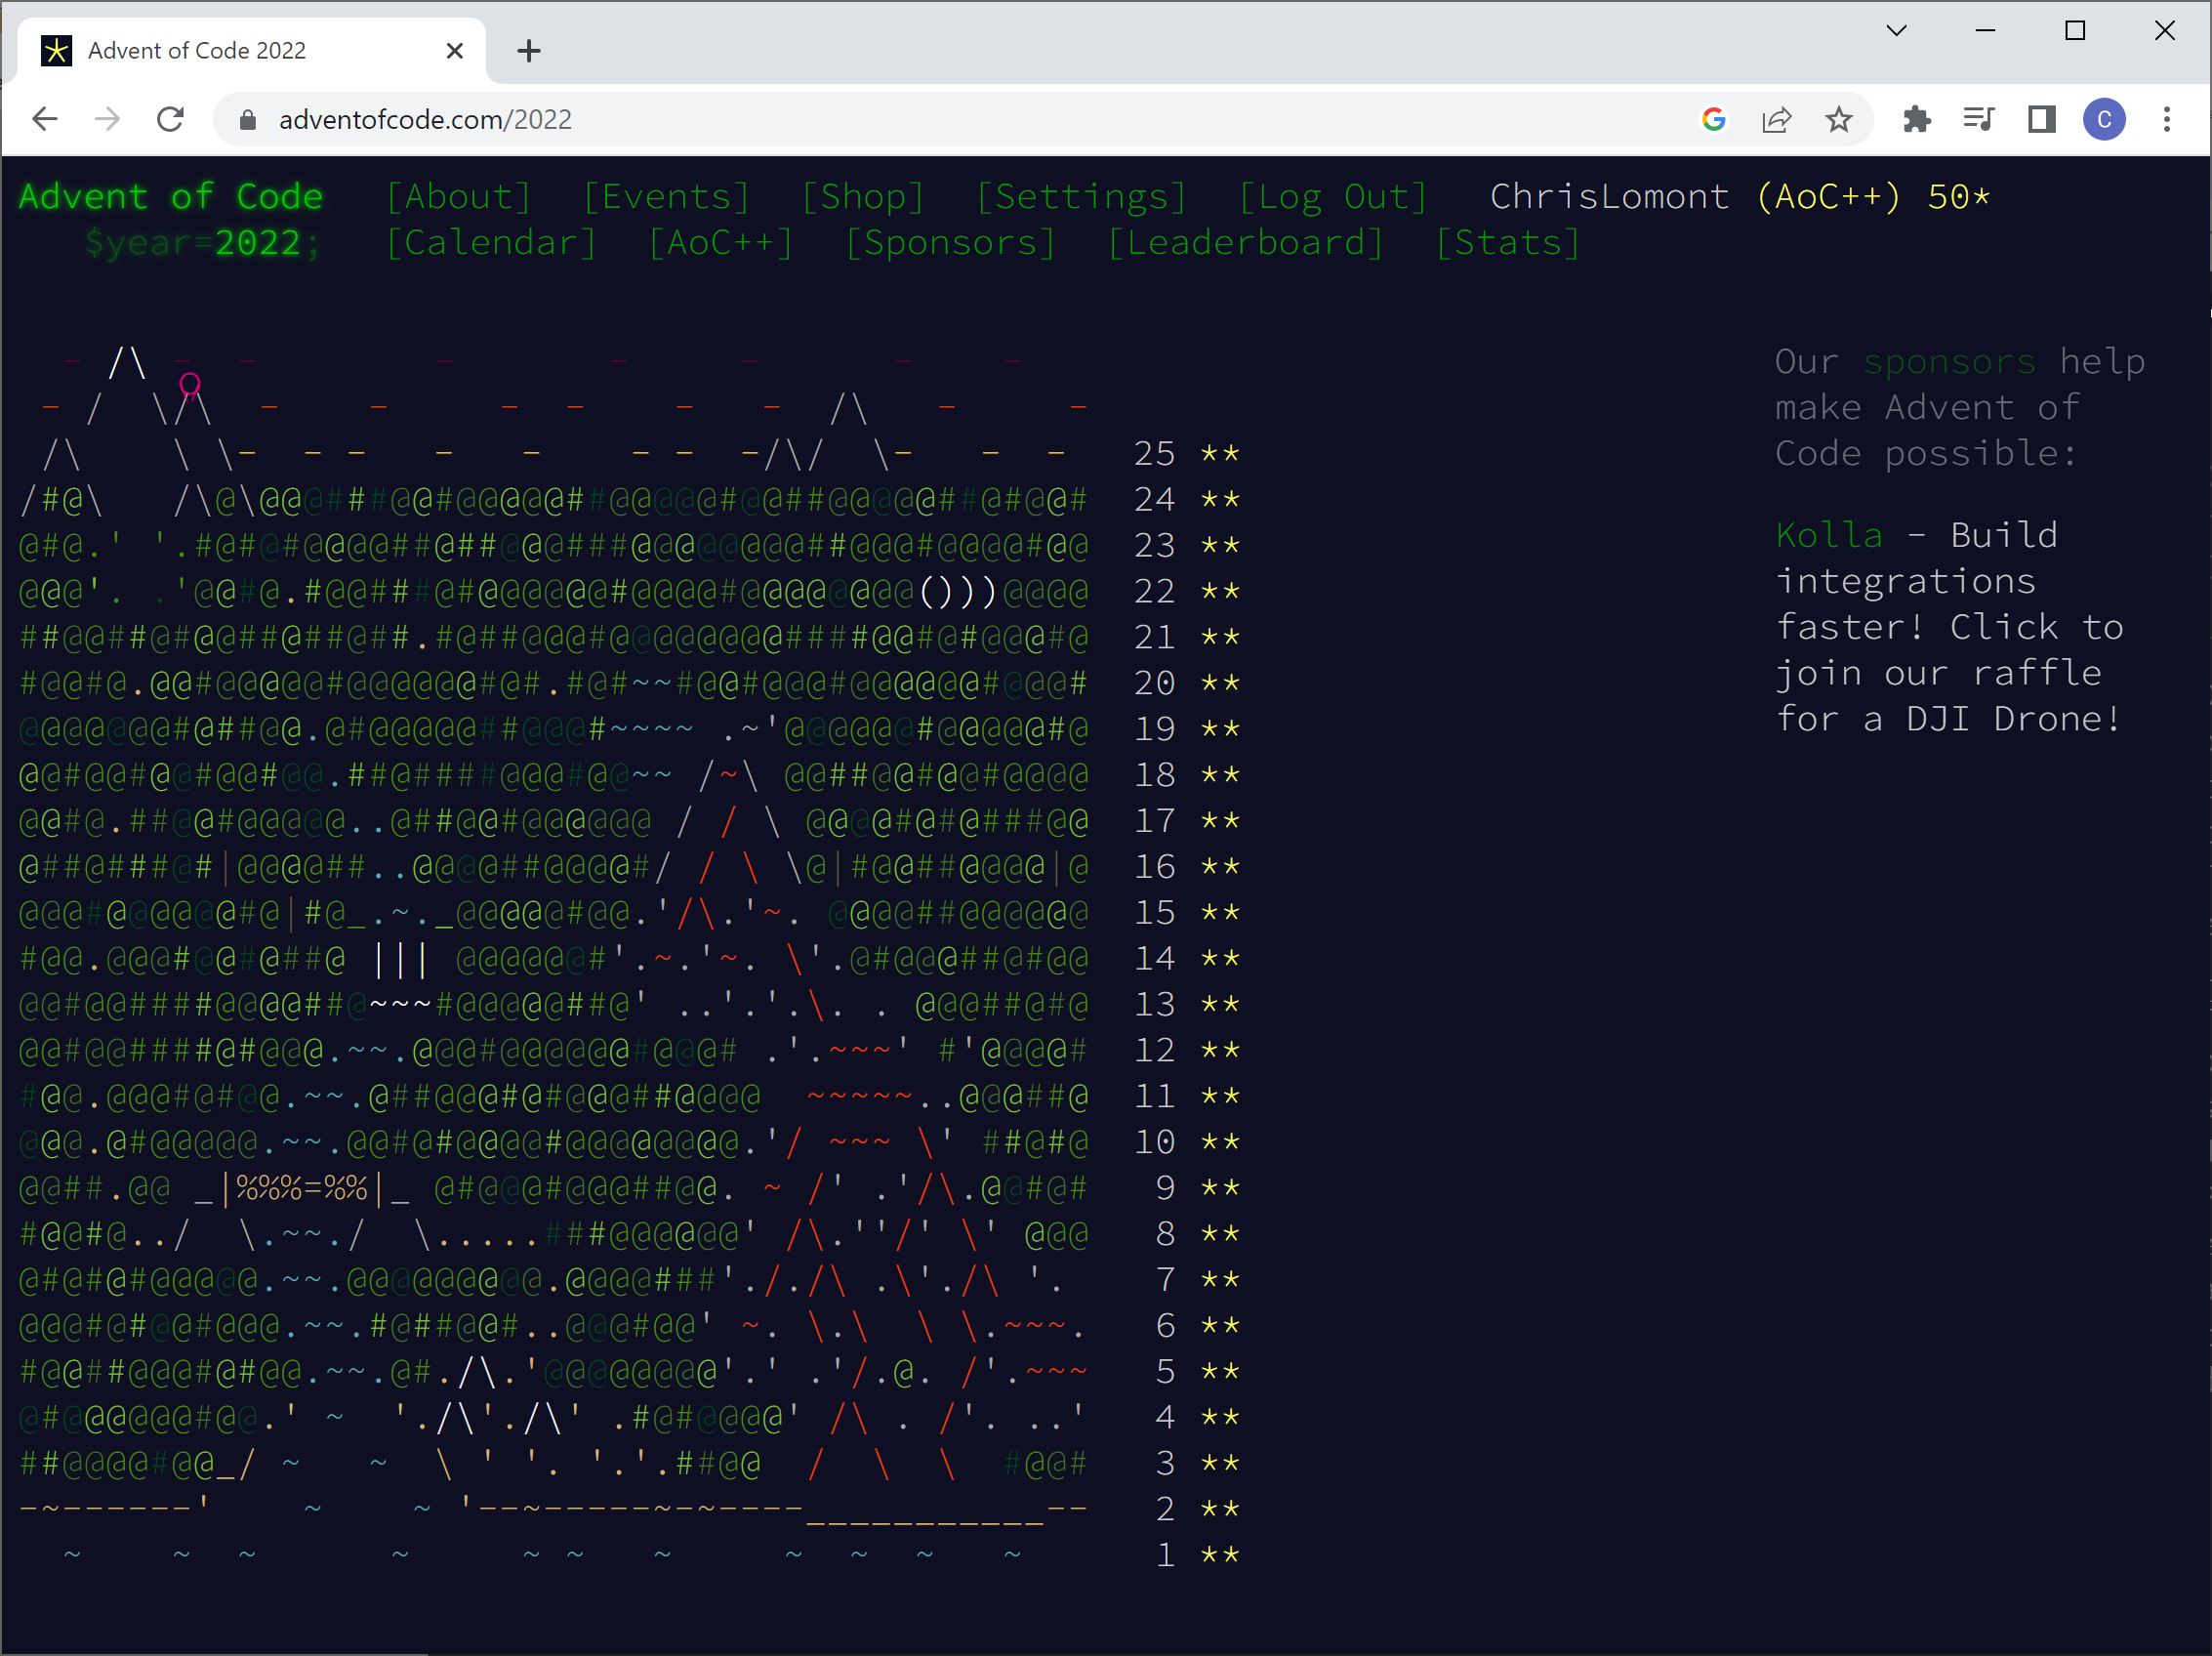 Advent of Code 2022
adventofcode.com/2022
C
Advent of Code [About] [Events] [Shop] [Settings] [Log Out] ChrisLomont (AoC++) 50*
$year=2022; [Calendar] [AoC++] [Sponsors] [Leaderboard] [Stats]
Our sponsors help
make Advent of
Code possible:
Kolla - Build
integrations
faster! Click to
join our raffle
for a DJI Drone!
25 **
24 **
23 **
22 **
21 **
20 **
19 **
18 **
17 **
16 **
15 **
14 **
13 **
12 **
11 **
10 **
9 **
8 **
7 **
6 **
5 **
4 **
3 **
2 **
1 **